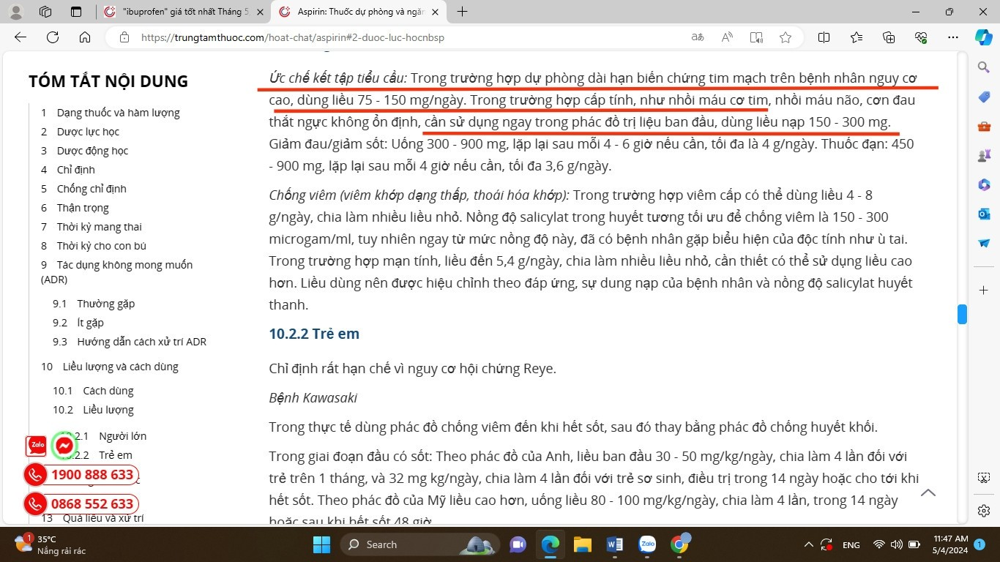 "ibuprofen" giá tốt nhất Tháng 5
Aspirin: Thuốc dự phòng và ngăn
https://trungtamthuoc.com/hoat-chat/aspirin#2-duoc-luc-hocnbsp
TÓM TẮT NỘI DUNG
1 Dạng thuốc và hàm lượng
2 Dược lực học
3 Dược động học
4 Chỉ định
5 Chống chỉ định
6 Thận trọng
7 Thời kỳ mang thai
8 Thời kỳ cho con bú
9 Tác dụng không mong muốn
(ADR)
9.1 Thường gặp
9.2 Ít gặp
9.3 Hướng dẫn cách xử trí ADR
10 Liều lượng và cách dùng
10.1 Cách dùng
10.2 Liều lượng
10.2.1 Người lớn
10.2.2 Trẻ em
Zalo
1900 888 633
0868 552 633
13 Quá liều và xử trí
Ức chế kết tập tiểu cầu: Trong trường hợp dự phòng dài hạn biến chứng tim mạch trên bệnh nhân nguy cơ
cao, dùng liều 75 - 150 mg/ngày. Trong trường hợp cấp tính, như nhồi máu cơ tim, nhồi máu não, cơn đau
thắt ngực không ổn định, cần sử dụng ngay trong phác đồ trị liệu ban đầu, dùng liều nạp 150 - 300 mg.
Giảm đau/giảm sốt: Uống 300 - 900 mg, lặp lại sau mỗi 4 - 6 giờ nếu cần, tối đa là 4 g/ngày. Thuốc đạn: 450
- 900 mg, lặp lại sau mỗi 4 giờ nếu cần, tối đa 3,6 g/ngày.
Chống viêm (viêm khớp dạng thấp, thoái hóa khớp): Trong trường hợp viêm cấp có thể dùng liều 4 - 8
g/ngày, chia làm nhiều liều nhỏ. Nồng độ salicylat trong huyết tương tối ưu để chống viêm là 150 - 300
microgam/ml, tuy nhiên ngay từ mức nồng độ này, đã có bệnh nhân gặp biểu hiện của độc tính như ù tai.
Trong trường hợp mạn tính, liều đến 5,4 g/ngày, chia làm nhiều liều nhỏ, cần thiết có thể sử dụng liều cao
hơn. Liều dùng nên được hiệu chỉnh theo đáp ứng, sự dung nạp của bệnh nhân và nồng độ salicylat huyết
thanh.
10.2.2 Trẻ em
Chỉ định rất hạn chế vì nguy cơ hội chứng Reye.
Bệnh Kawasaki
Trong thực tế dùng phác đồ chống viêm đến khi hết sốt, sau đó thay bằng phác đồ chống huyết khối.
Trong giai đoạn đầu có sốt: Theo phác đồ của Anh, liều ban đầu 30 - 50 mg/kg/ngày, chia làm 4 lần đối với
trẻ trên 1 tháng, và 32 mg kg/ngày, chia làm 4 lần đối với trẻ sơ sinh, điều trị trong 14 ngày hoặc cho tới khi
hết sốt. Theo phác đồ của Mỹ liều cao hơn, uống liều 80 - 100 mg/kg/ngày, chia làm 4 lần, trong 14 ngày
hoặc sau khi hết sốt 48 giờ
1
35°C
Nắng rải rác
Search
Zalo
ENG
11:47 AM
5/4/2024
1